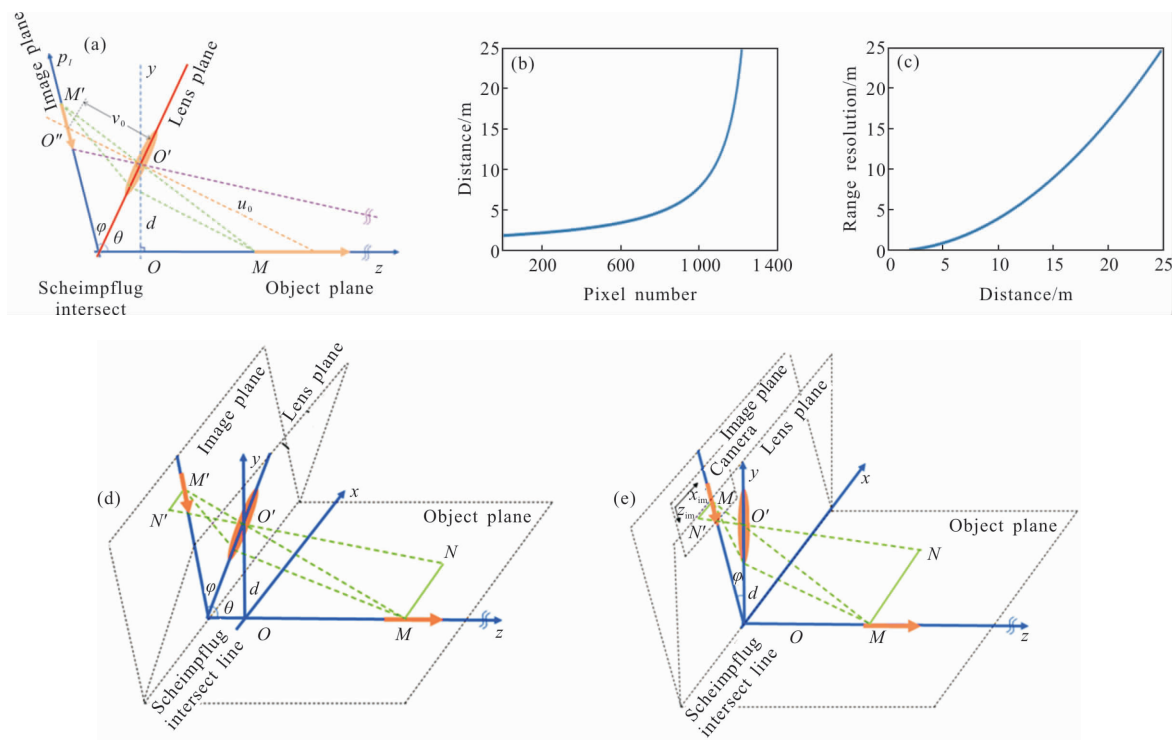 (a)
Image plane
p_I
M′
O″
v₀
y
Lens plane
O′
u₀
φ
θ
d
O
M
z
Scheimpflug
intersect
Object plane
(b)
Distance/m
25
20
15
10
5
0
200
600
1 000
1 400
Pixel number
(c)
Range resolution/m
25
20
15
10
5
0
0
5
10
15
20
25
Distance/m
(d)
Image plane
Lens plane
M′
N′
y
x
O′
Object plane
N
φ
θ
d
O
M
z
Scheimpflug
intersect line
(e)
Image plane
Camera
Lens plane
x_im
z_im
M′
N′
y
x
O′
Object plane
N
φ
d
O
M
z
Scheimpflug
intersect line